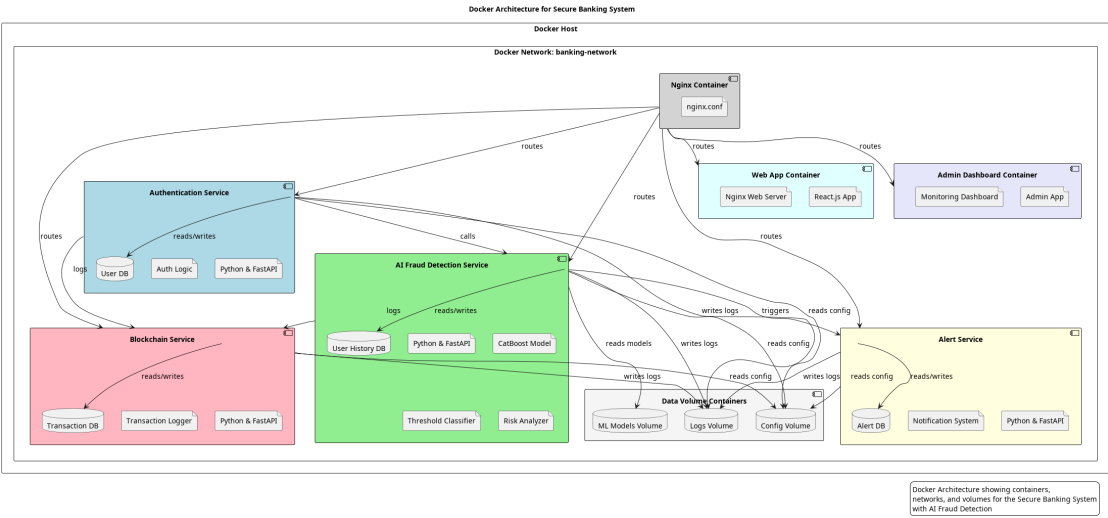 Docker Architecture for Secure Banking System
Docker Host
Docker Network: banking-network
Nginx Container
nginx.conf
routes
routes
routes
Web App Container
Nginx Web Server
React.js App
Admin Dashboard Container
Monitoring Dashboard
Admin App
Authentication Service
reads/writes
User DB
Auth Logic
Python & FastAPI
routes
calls
routes
routes
logs
AI Fraud Detection Service
logs
reads/writes
User History DB
Python & FastAPI
CatBoost Model
Threshold Classifier
Risk Analyzer
writes logs
triggers
reads config
reads models
writes logs
reads config
Blockchain Service
reads/writes
Transaction DB
Transaction Logger
Python & FastAPI
writes logs
reads config
writes logs
reads config
Data Volume Containers
ML Models Volume
Logs Volume
Config Volume
Alert Service
reads/writes
Alert DB
Notification System
Python & FastAPI
Docker Architecture showing containers,
networks, and volumes for the Secure Banking System
with AI Fraud Detection